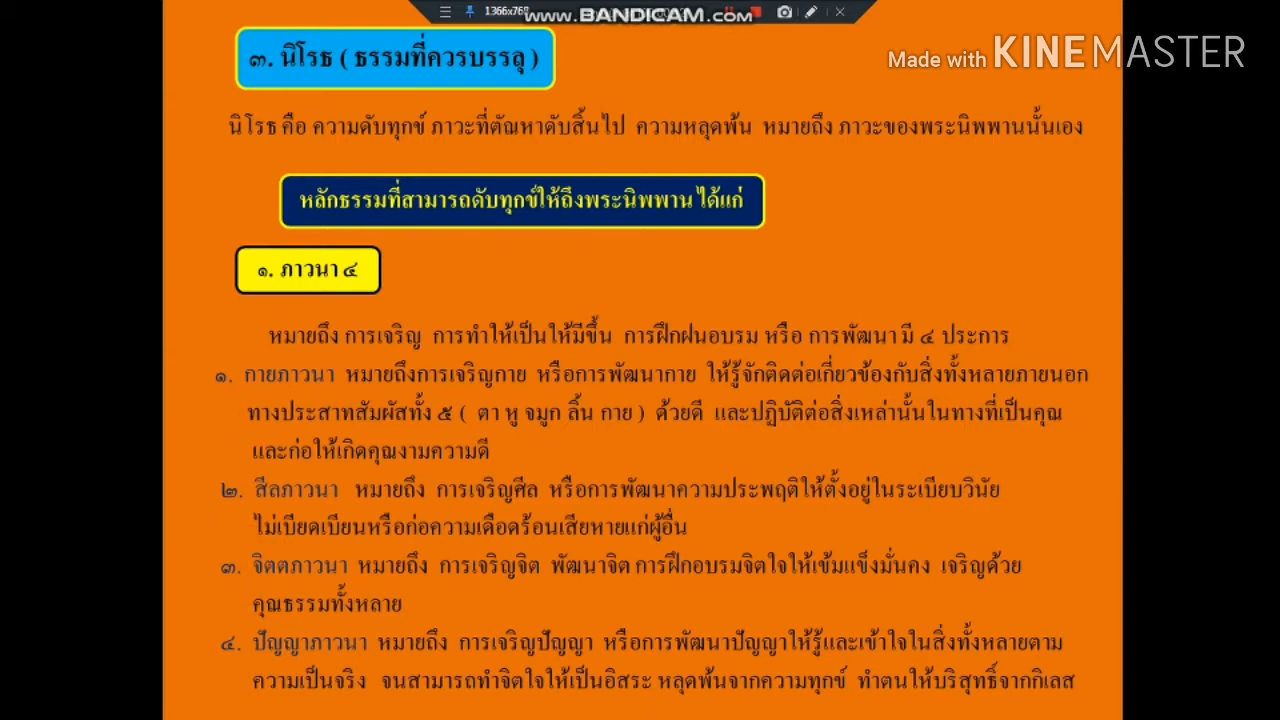 1366x768
www.BANDICAM.com
Made with KINEMASTER
๓. นิโรธ ( ธรรมที่ควรบรรลุ )
นิโรธ คือ ความดับทุกข์ ภาวะที่ตัณหาดับสิ้นไป ความหลุดพ้น หมายถึง ภาวะของพระนิพพานนั้นเอง
หลักธรรมที่สามารถดับทุกข์ให้ถึงพระนิพพาน ได้แก่
๑. ภาวนา ๔
หมายถึง การเจริญ การทำให้เป็นให้มีขึ้น การฝึกฝนอบรม หรือ การพัฒนา มี ๔ ประการ
๑. กายภาวนา หมายถึงการเจริญกาย หรือการพัฒนากาย ให้รู้จักติดต่อเกี่ยวข้องกับสิ่งทั้งหลายภายนอก
ทางประสาทสัมผัสทั้ง ๕ ( ตา หู จมูก ลิ้น กาย ) ด้วยดี และปฏิบัติต่อสิ่งเหล่านั้นในทางที่เป็นคุณ
และก่อให้เกิดคุณงามความดี
๒. สีลภาวนา หมายถึง การเจริญศีล หรือการพัฒนาความประพฤติให้ตั้งอยู่ในระเบียบวินัย
ไม่เบียดเบียนหรือก่อความเดือดร้อนเสียหายแก่ผู้อื่น
๓. จิตตภาวนา หมายถึง การเจริญจิต พัฒนาจิต การฝึกอบรมจิตใจให้เข้มแข็งมั่นคง เจริญด้วย
คุณธรรมทั้งหลาย
๔. ปัญญาภาวนา หมายถึง การเจริญปัญญา หรือการพัฒนาปัญญาให้รู้และเข้าใจในสิ่งทั้งหลายตาม
ความเป็นจริง จนสามารถทำจิตใจให้เป็นอิสระ หลุดพ้นจากความทุกข์ ทำตนให้บริสุทธิ์จากกิเลส